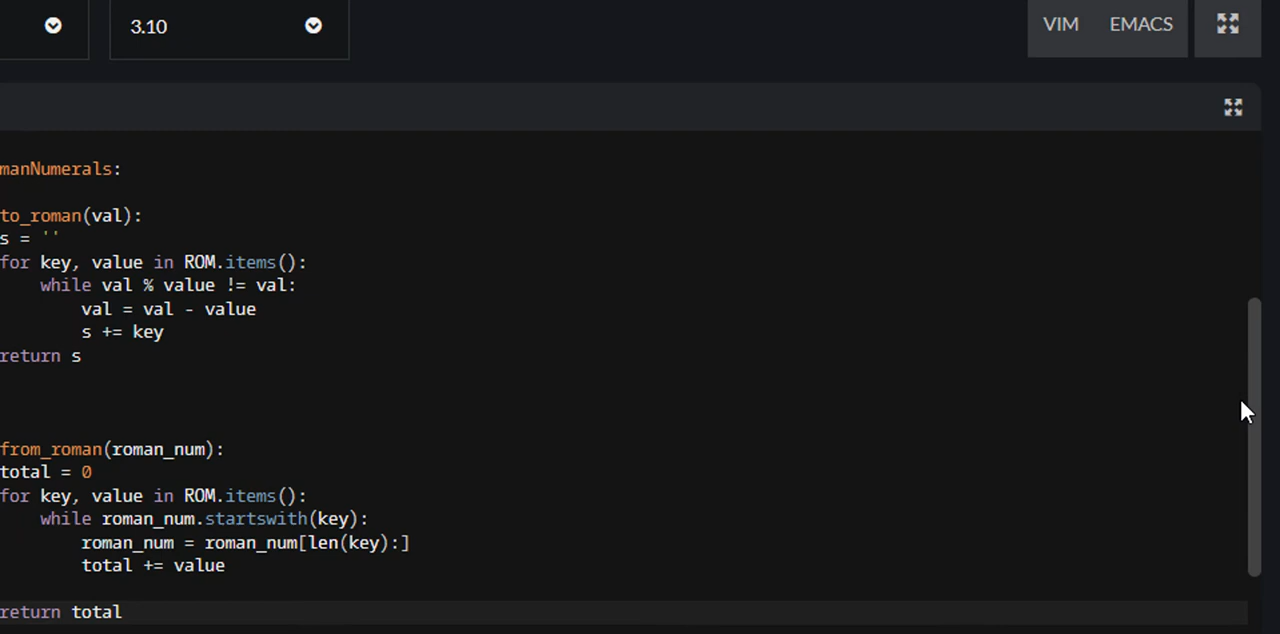 3.10
VIM EMACS
manNumerals:
to_roman(val):
s = ''
for key, value in ROM.items():
while val % value != val:
val = val - value
s += key
return s
from_roman(roman_num):
total = 0
for key, value in ROM.items():
while roman_num.startswith(key):
roman_num = roman_num[len(key):]
total += value
return total